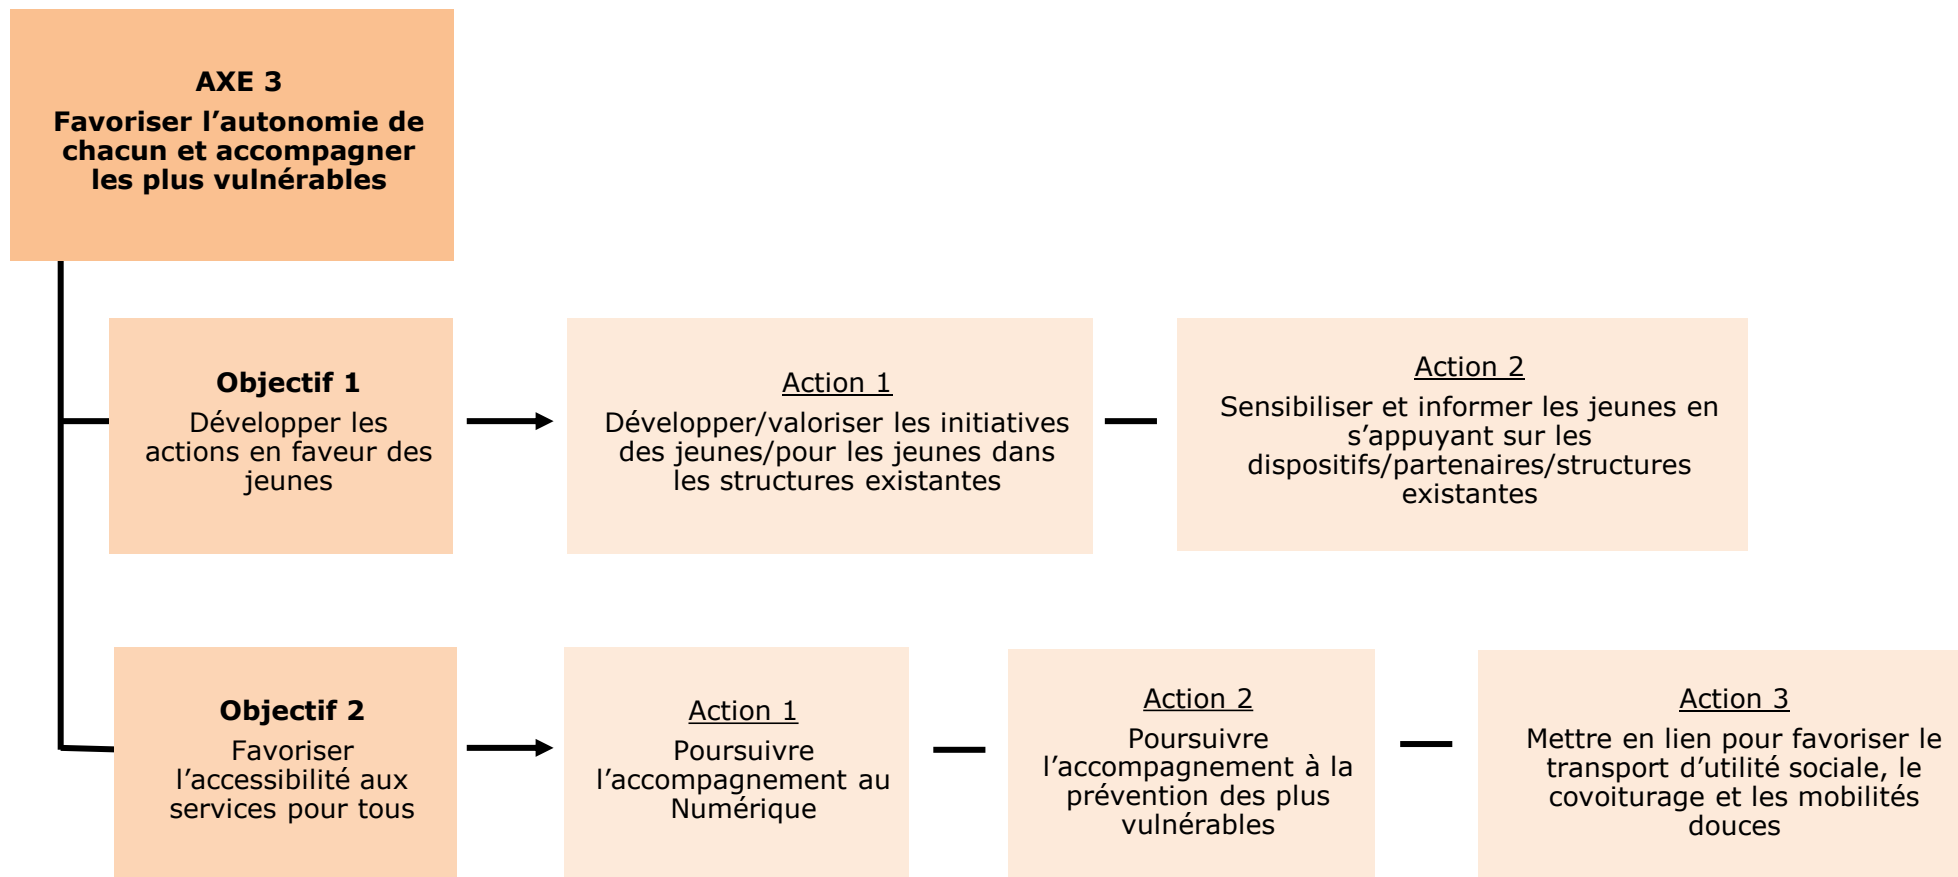 AXE 3
Favoriser l’autonomie de
chacun et accompagner
les plus vulnérables
Objectif 1
Développer les
actions en faveur des
jeunes
Action 1
Développer/valoriser les initiatives
des jeunes/pour les jeunes dans
les structures existantes
Action 2
Sensibiliser et informer les jeunes en
s’appuyant sur les
dispositifs/partenaires/structures
existantes
Objectif 2
Favoriser
l’accessibilité aux
services pour tous
Action 1
Poursuivre
l’accompagnement au
Numérique
Action 2
Poursuivre
l’accompagnement à la
prévention des plus
vulnérables
Action 3
Mettre en lien pour favoriser le
transport d’utilité sociale, le
covoiturage et les mobilités
douces